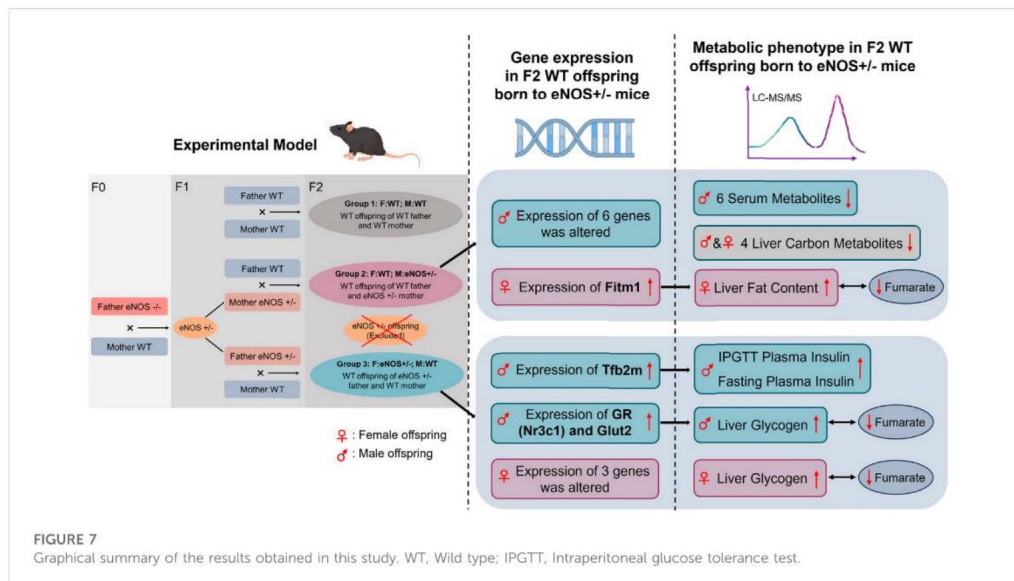 Experimental Model
Gene expression
in F2 WT offspring
born to eNOS+/- mice
Metabolic phenotype in F2 WT
offspring born to eNOS+/- mice
LC-MS/MS
F0
F1
F2
Father eNOS -/-
×
Mother WT
eNOS +/-
Father WT
×
Mother WT
Father WT
×
Mother eNOS +/-
Father eNOS +/-
×
Mother WT
Group 1: F:WT; M:WT
WT offspring of WT father
and WT mother
Group 2: F:WT; M:eNOS+/-
WT offspring of WT father
and eNOS +/- mother
eNOS +/- offspring
(Excluded)
Group 3: F:eNOS+/-; M:WT
WT offspring of eNOS +/-
father and WT mother
♀ : Female offspring
♂ : Male offspring
♂ Expression of 6 genes
was altered
♀ Expression of Fitm1 ↑
♂ 6 Serum Metabolites ↓
♂&♀ 4 Liver Carbon Metabolites ↓
♀ Liver Fat Content ↑
↓ Fumarate
♂ Expression of Tfb2m ↑
♂ Expression of GR
(Nr3c1) and Glut2 ↑
♀ Expression of 3 genes
was altered
♂ IPGTT Plasma Insulin
Fasting Plasma Insulin ↑
♂ Liver Glycogen ↑
↓ Fumarate
♀ Liver Glycogen ↑
↓ Fumarate
FIGURE 7
Graphical summary of the results obtained in this study. WT, Wild type; IPGTT, Intraperitoneal glucose tolerance test.